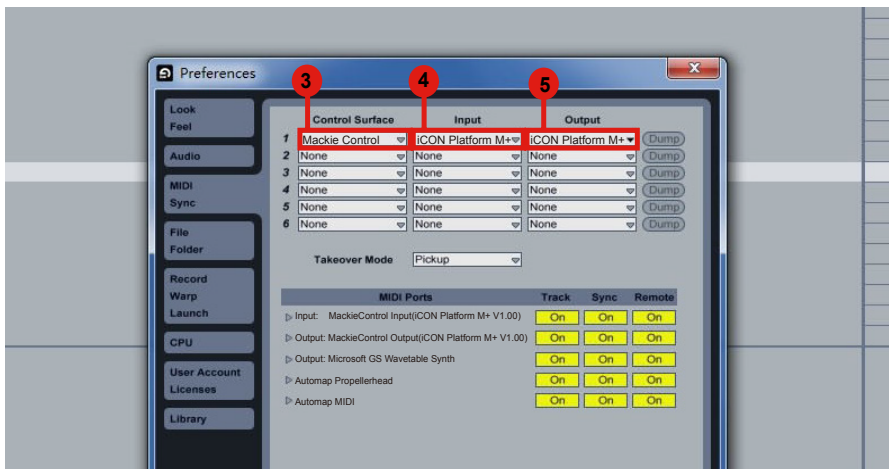 Preferences
X
3
4
5
Look
Feel
Audio
MIDI
Sync
File
Folder
Record
Warp
Launch
CPU
User Account
Licenses
Library
Control Surface Input Output
1 Mackie Control iCON Platform M+ iCON Platform M+ Dump
2 None None None Dump
3 None None None Dump
4 None None None Dump
5 None None None Dump
6 None None None Dump
Takeover Mode Pickup
MIDI Ports Track Sync Remote
Input: MackieControl Input(iCON Platform M+ V1.00) On On On
Output: MackieControl Output(iCON Platform M+ V1.00) On On On
Output: Microsoft GS Wavetable Synth On On On
Automap Propellerhead On On On
Automap MIDI On On On